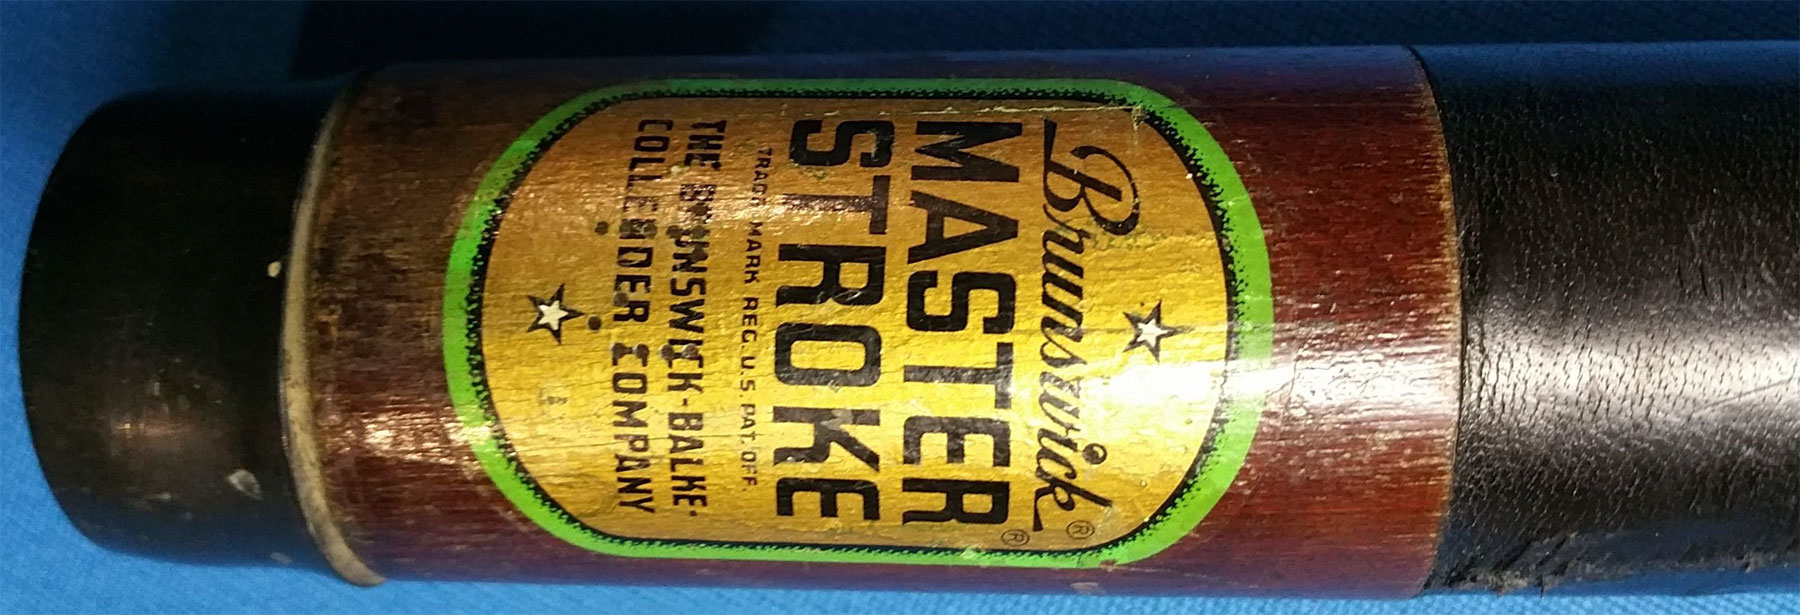 Brunswick®
MASTER®
STROKE
TRADE MARK REG. U.S. PAT. OFF.
THE BRUNSWICK-BALKE-
COLLENDER COMPANY